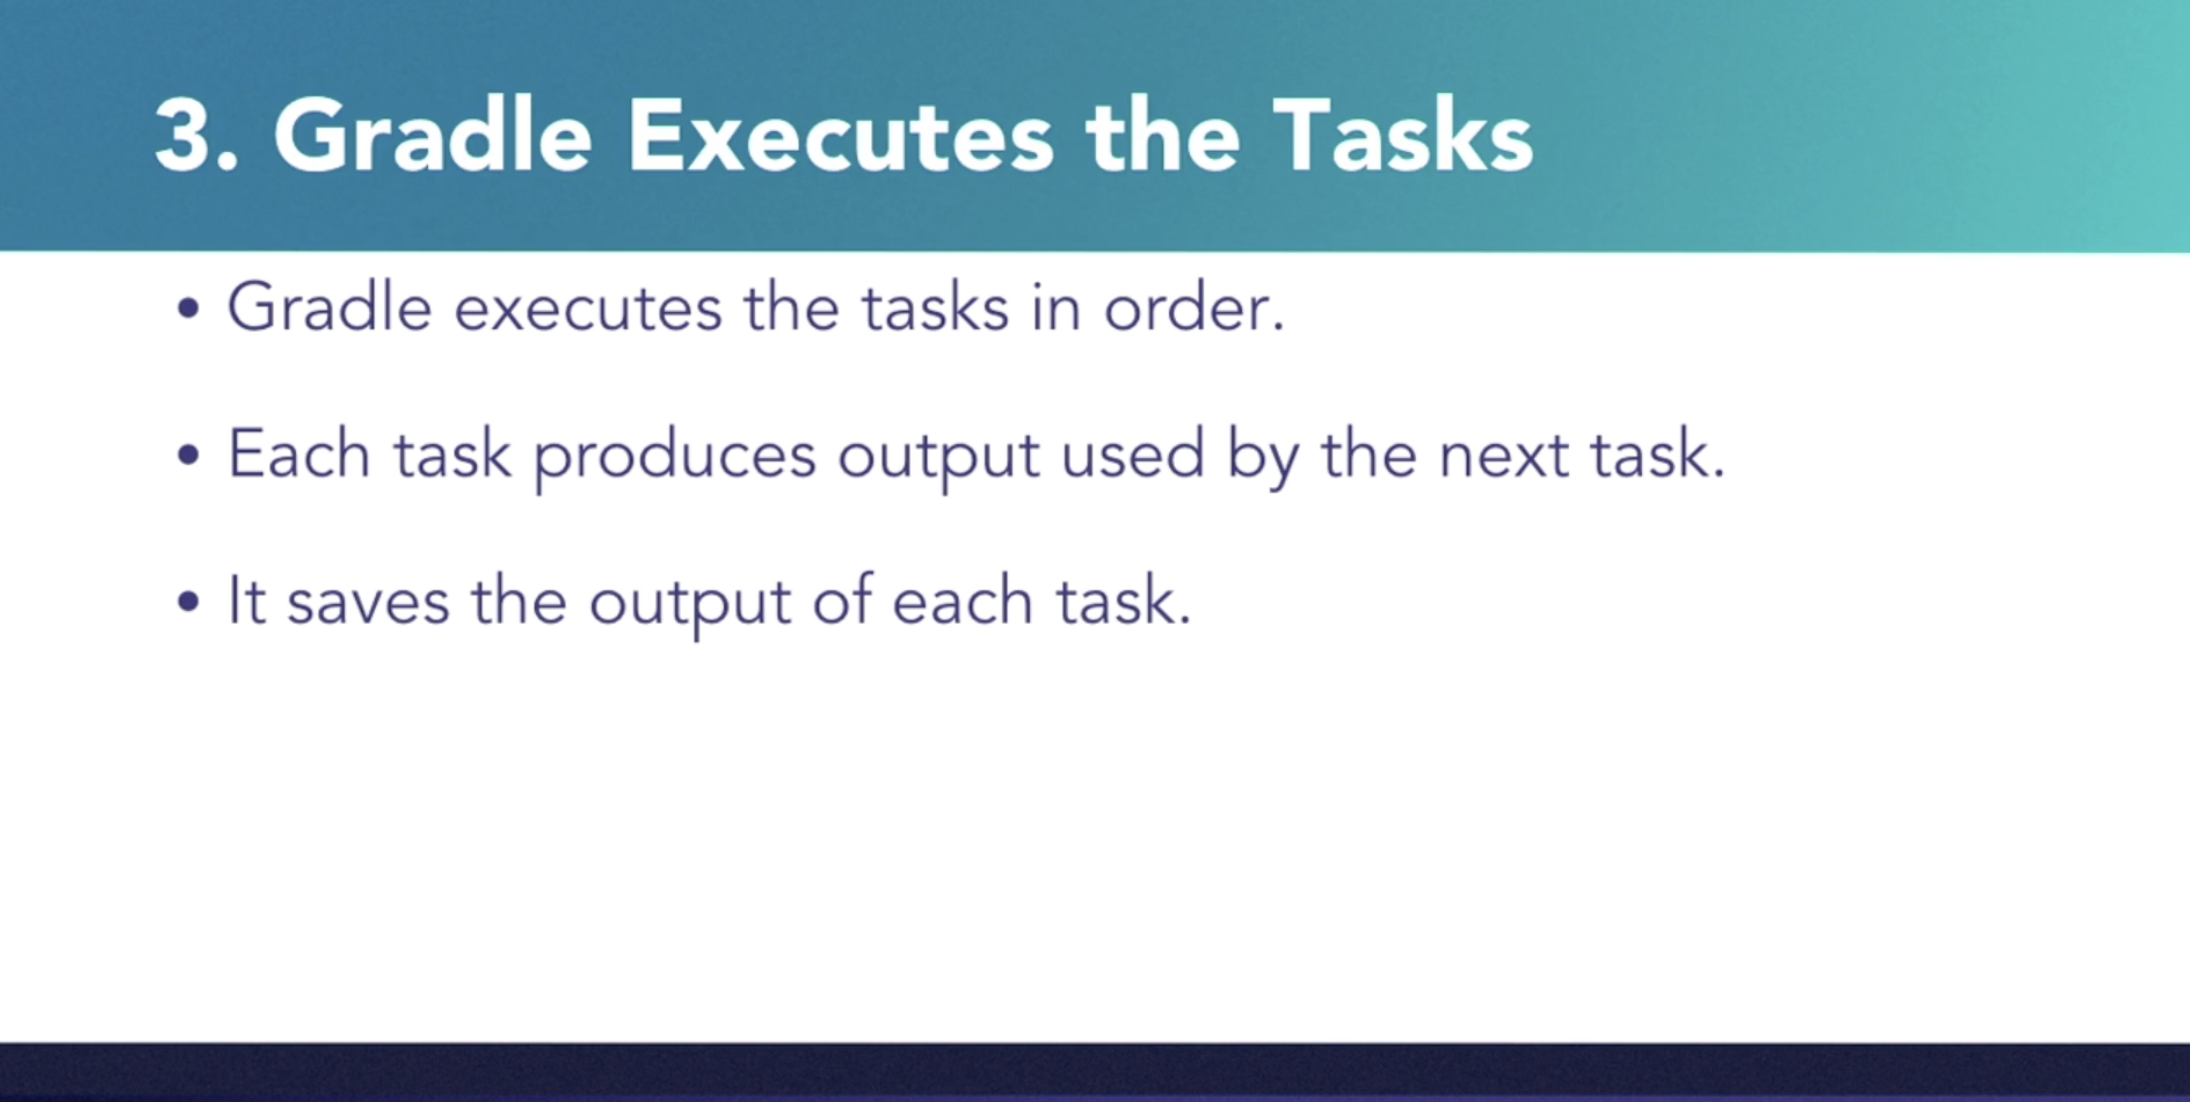 3. Gradle Executes the Tasks
• Gradle executes the tasks in order.
• Each task produces output used by the next task.
• It saves the output of each task.